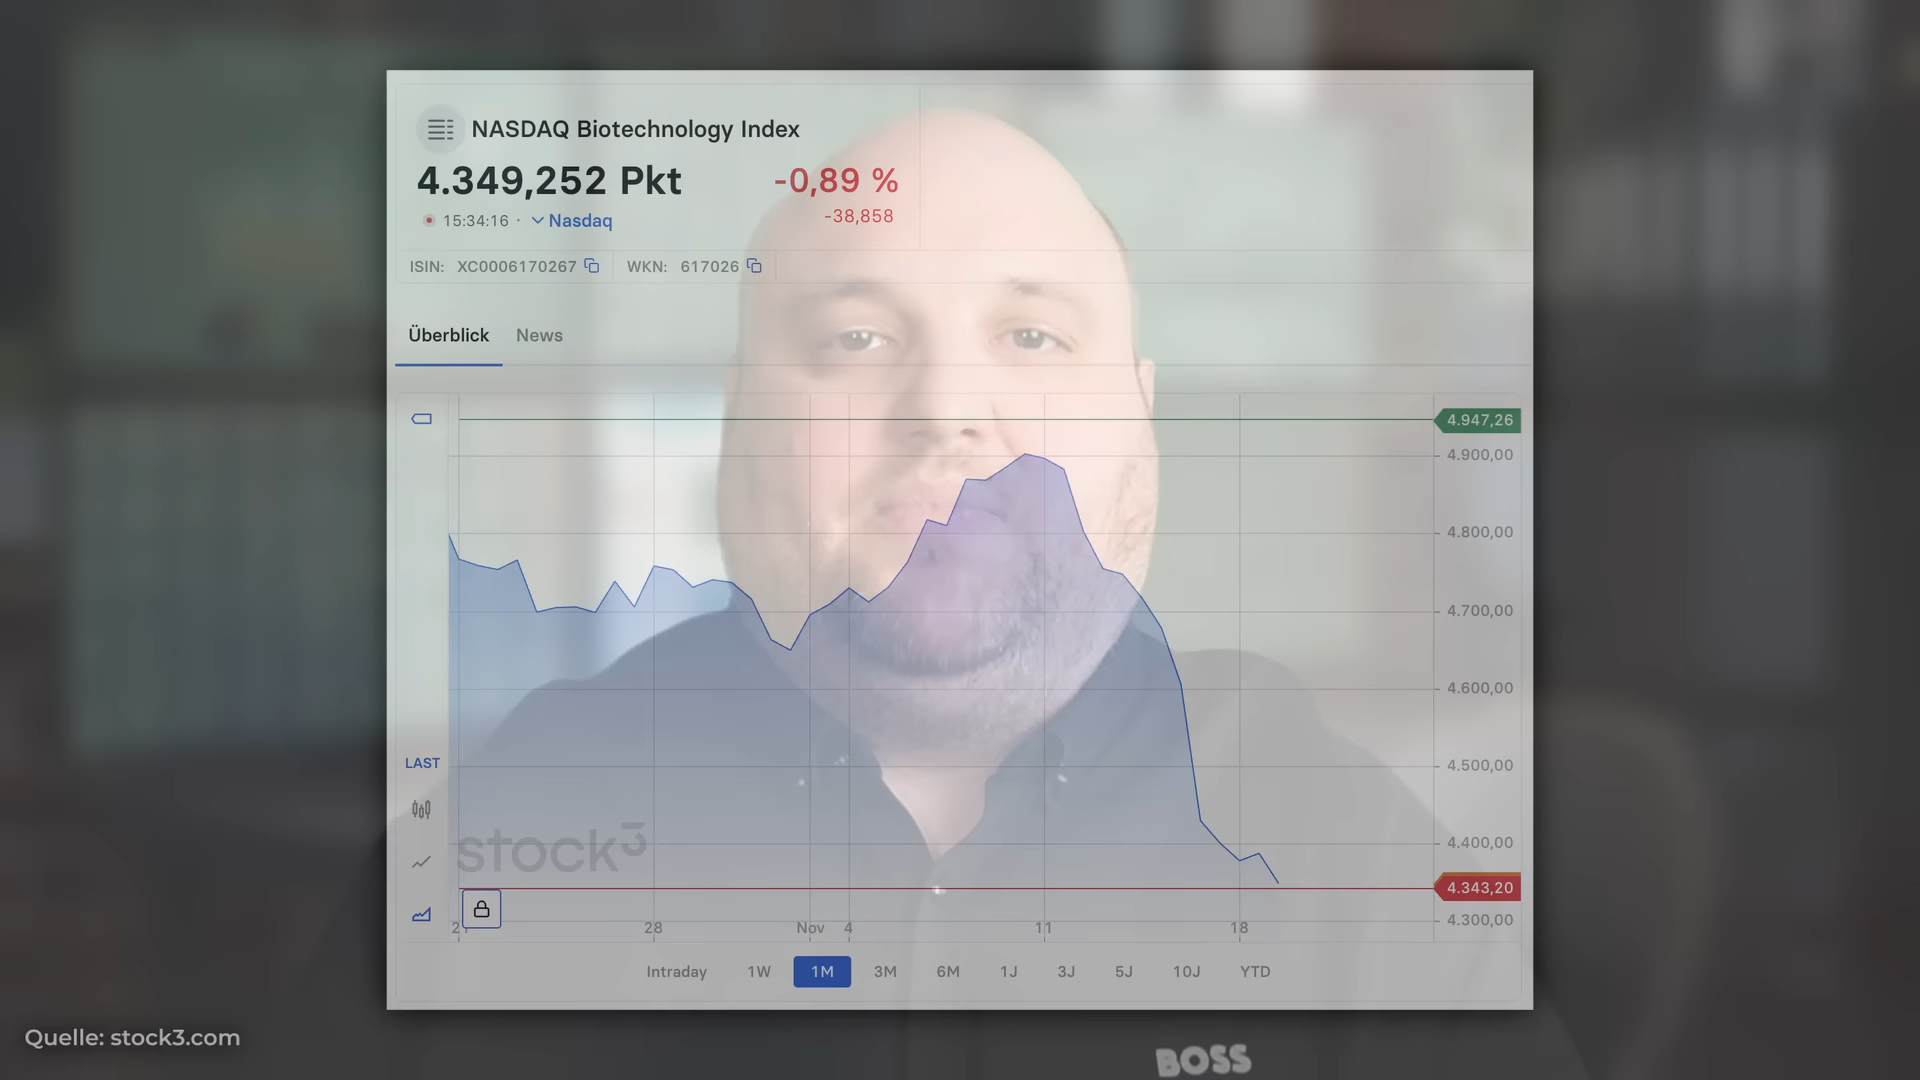 NASDAQ Biotechnology Index
4.349,252 Pkt -0,89 %
-38,858
15:34:16 · Nasdaq
ISIN: XC0006170267 WKN: 617026
Überblick News
4.947,26
4.900,00
4.800,00
4.700,00
4.600,00
4.500,00
LAST
4.400,00
stock3
4.343,20
4.300,00
28 Nov 4 11 18
Intraday 1W 1M 3M 6M 1J 3J 5J 10J YTD
Quelle: stock3.com
BOSS